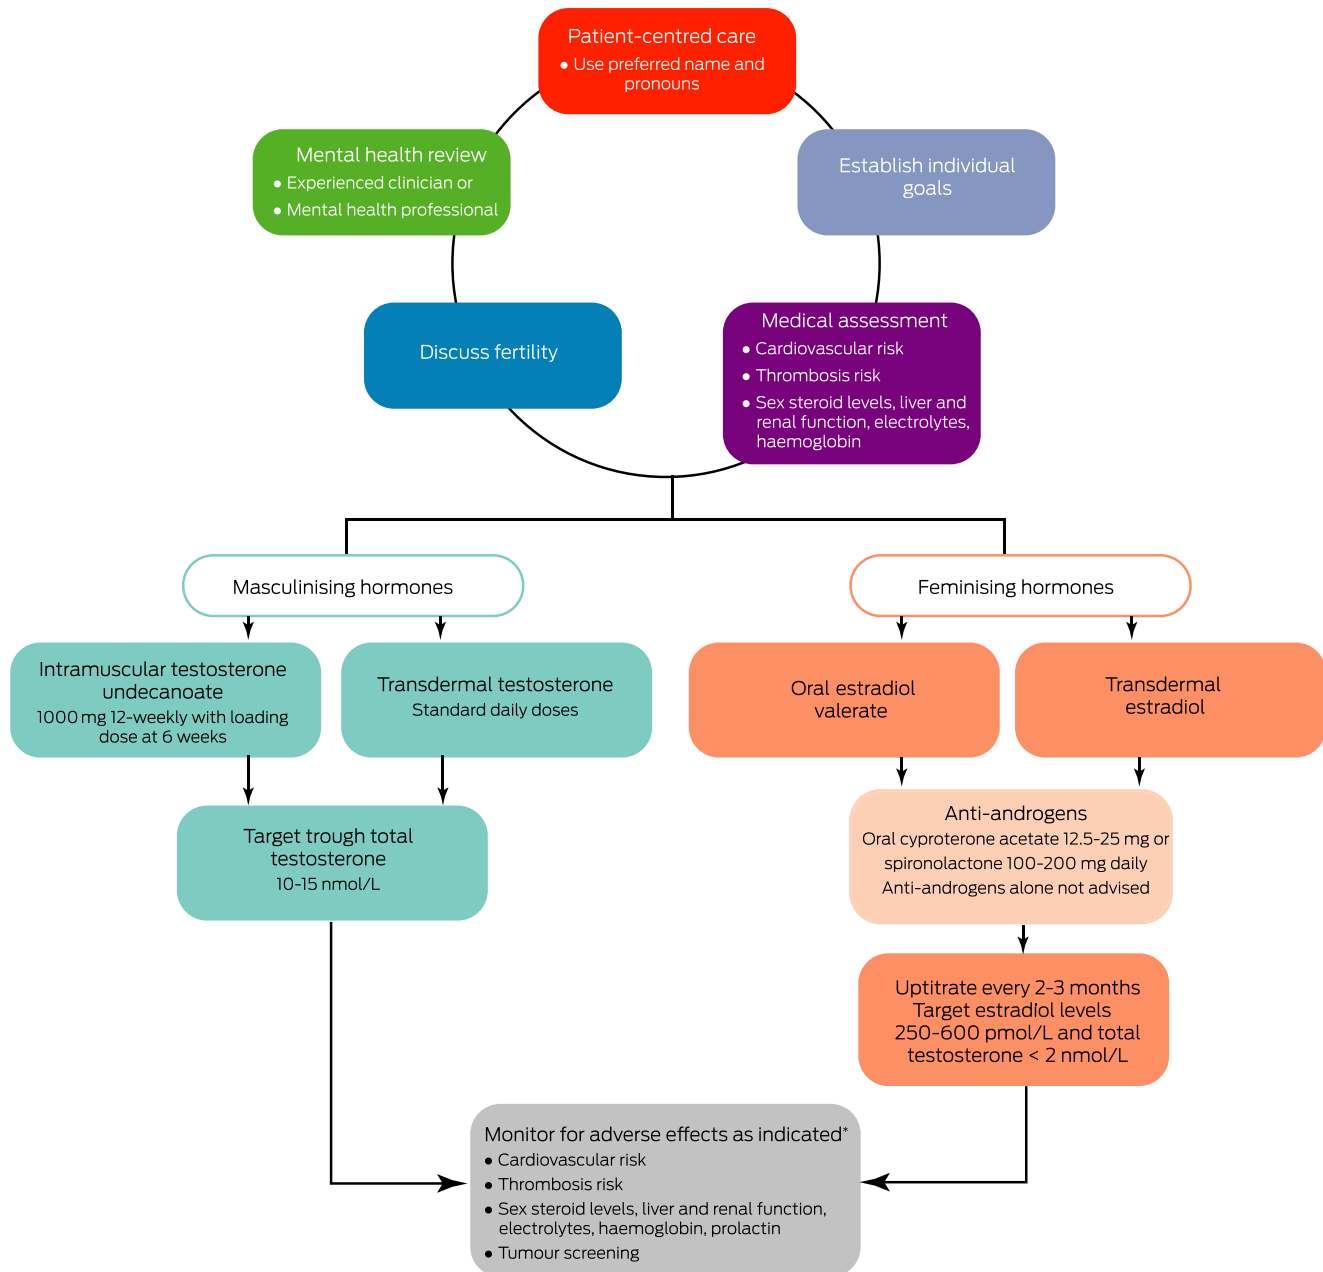 Patient-centred care
● Use preferred name and
pronouns
Mental health review
● Experienced clinician or
● Mental health professional
Establish individual
goals
Discuss fertility
Medical assessment
● Cardiovascular risk
● Thrombosis risk
● Sex steroid levels, liver and
renal function, electrolytes,
haemoglobin
Masculinising hormones
Feminising hormones
Intramuscular testosterone
undecanoate
1000 mg 12-weekly with loading
dose at 6 weeks
Transdermal testosterone
Standard daily doses
Oral estradiol
valerate
Transdermal
estradiol
Target trough total
testosterone
10-15 nmol/L
Anti-androgens
Oral cyproterone acetate 12.5-25 mg or
spironolactone 100-200 mg daily
Anti-androgens alone not advised
Uptitrate every 2-3 months
Target estradiol levels
250-600 pmol/L and total
testosterone < 2 nmol/L
Monitor for adverse effects as indicated*
● Cardiovascular risk
● Thrombosis risk
● Sex steroid levels, liver and renal function,
electrolytes, haemoglobin, prolactin
● Tumour screening